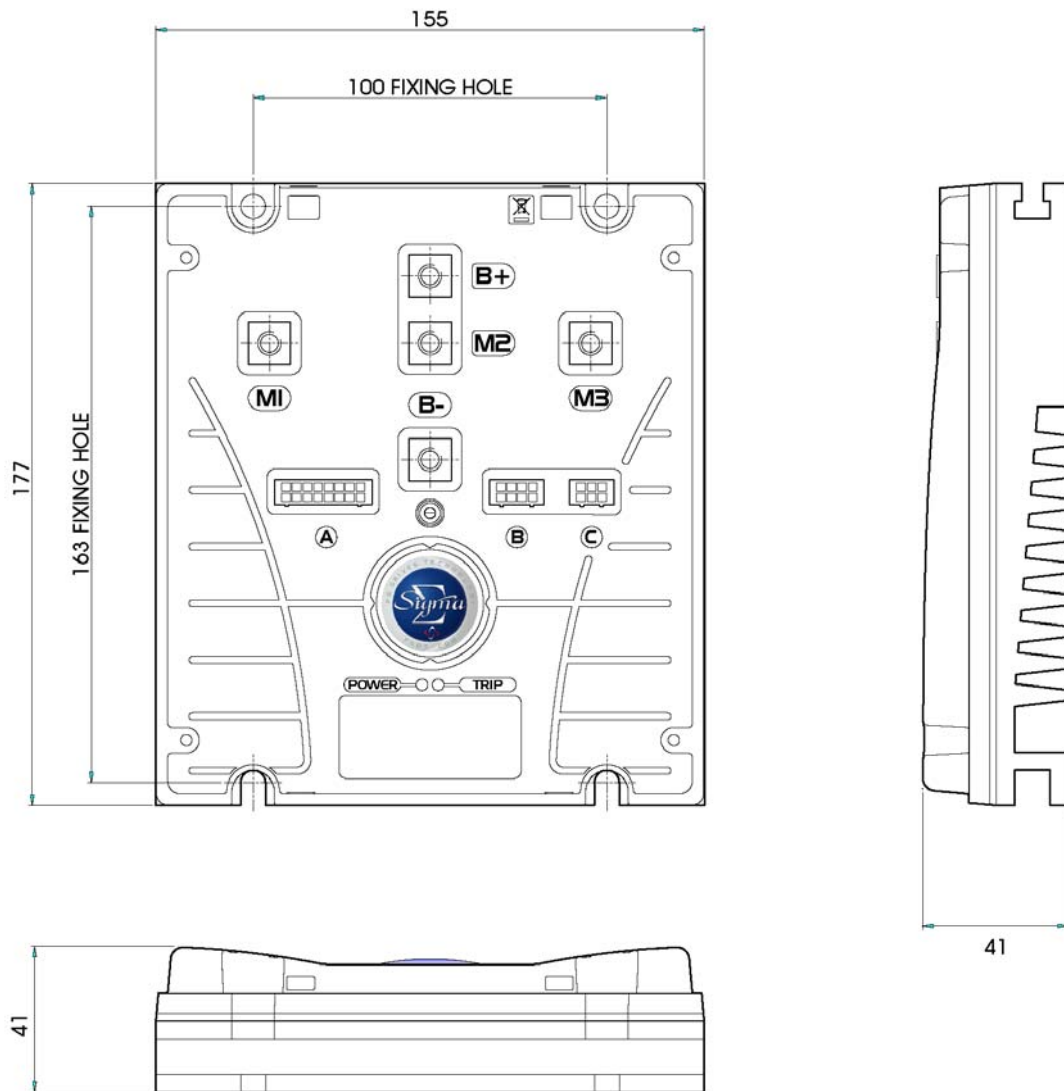 155
100 FIXING HOLE
177
163 FIXING HOLE
B+
M2
M1
M3
B-
A
B
C
Sigma
Σ
POWER
TRIP
41
41